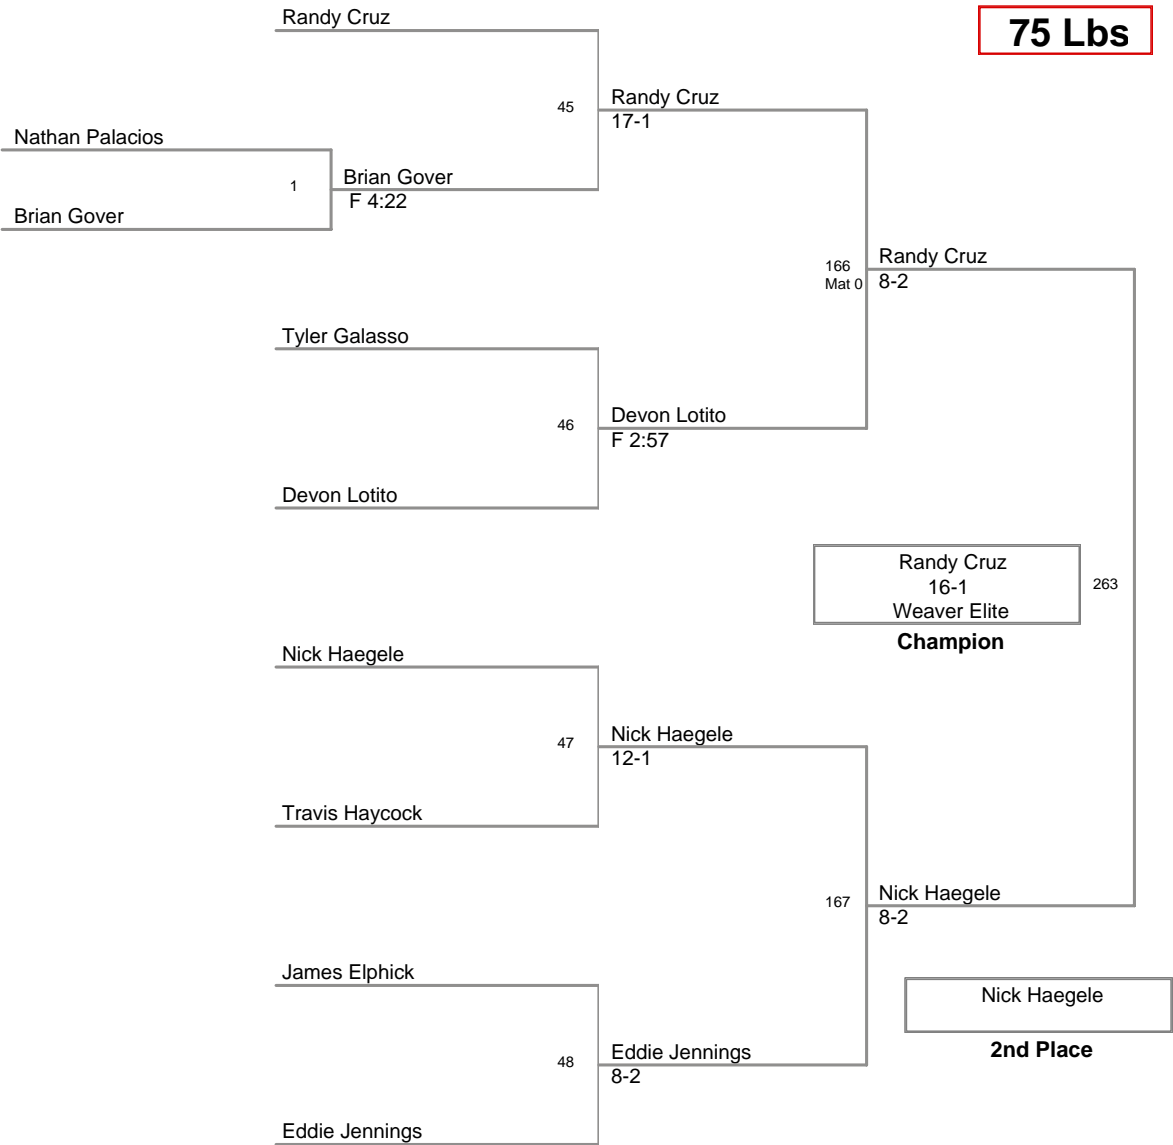 Randy Cruz
75 Lbs
45
Randy Cruz
17-1
Nathan Palacios
1
Brian Gover
F 4:22
Brian Gover
166
Mat 0
Randy Cruz
8-2
Tyler Galasso
46
Devon Lotito
F 2:57
Devon Lotito
Randy Cruz
16-1
Weaver Elite
263
Champion
Nick Haegele
47
Nick Haegele
12-1
Travis Haycock
167
Nick Haegele
8-2
James Elphick
Nick Haegele
2nd Place
48
Eddie Jennings
8-2
Eddie Jennings